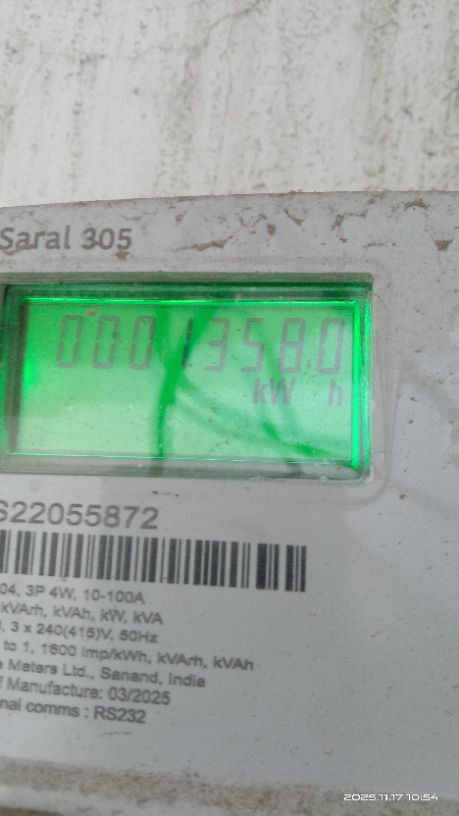 Saral 305
00013580
kW h
S22055872
04, 3P 4W, 10-100A
kVArh, kVAh, kW, kVA
, 3 x 240(415)V, 50Hz
to 1, 1600 imp/kWh, kVArh, kVAh
Meters Ltd., Sanand, India
f Manufacture: 03/2025
nal comms : RS232
2025.11.17 10:54